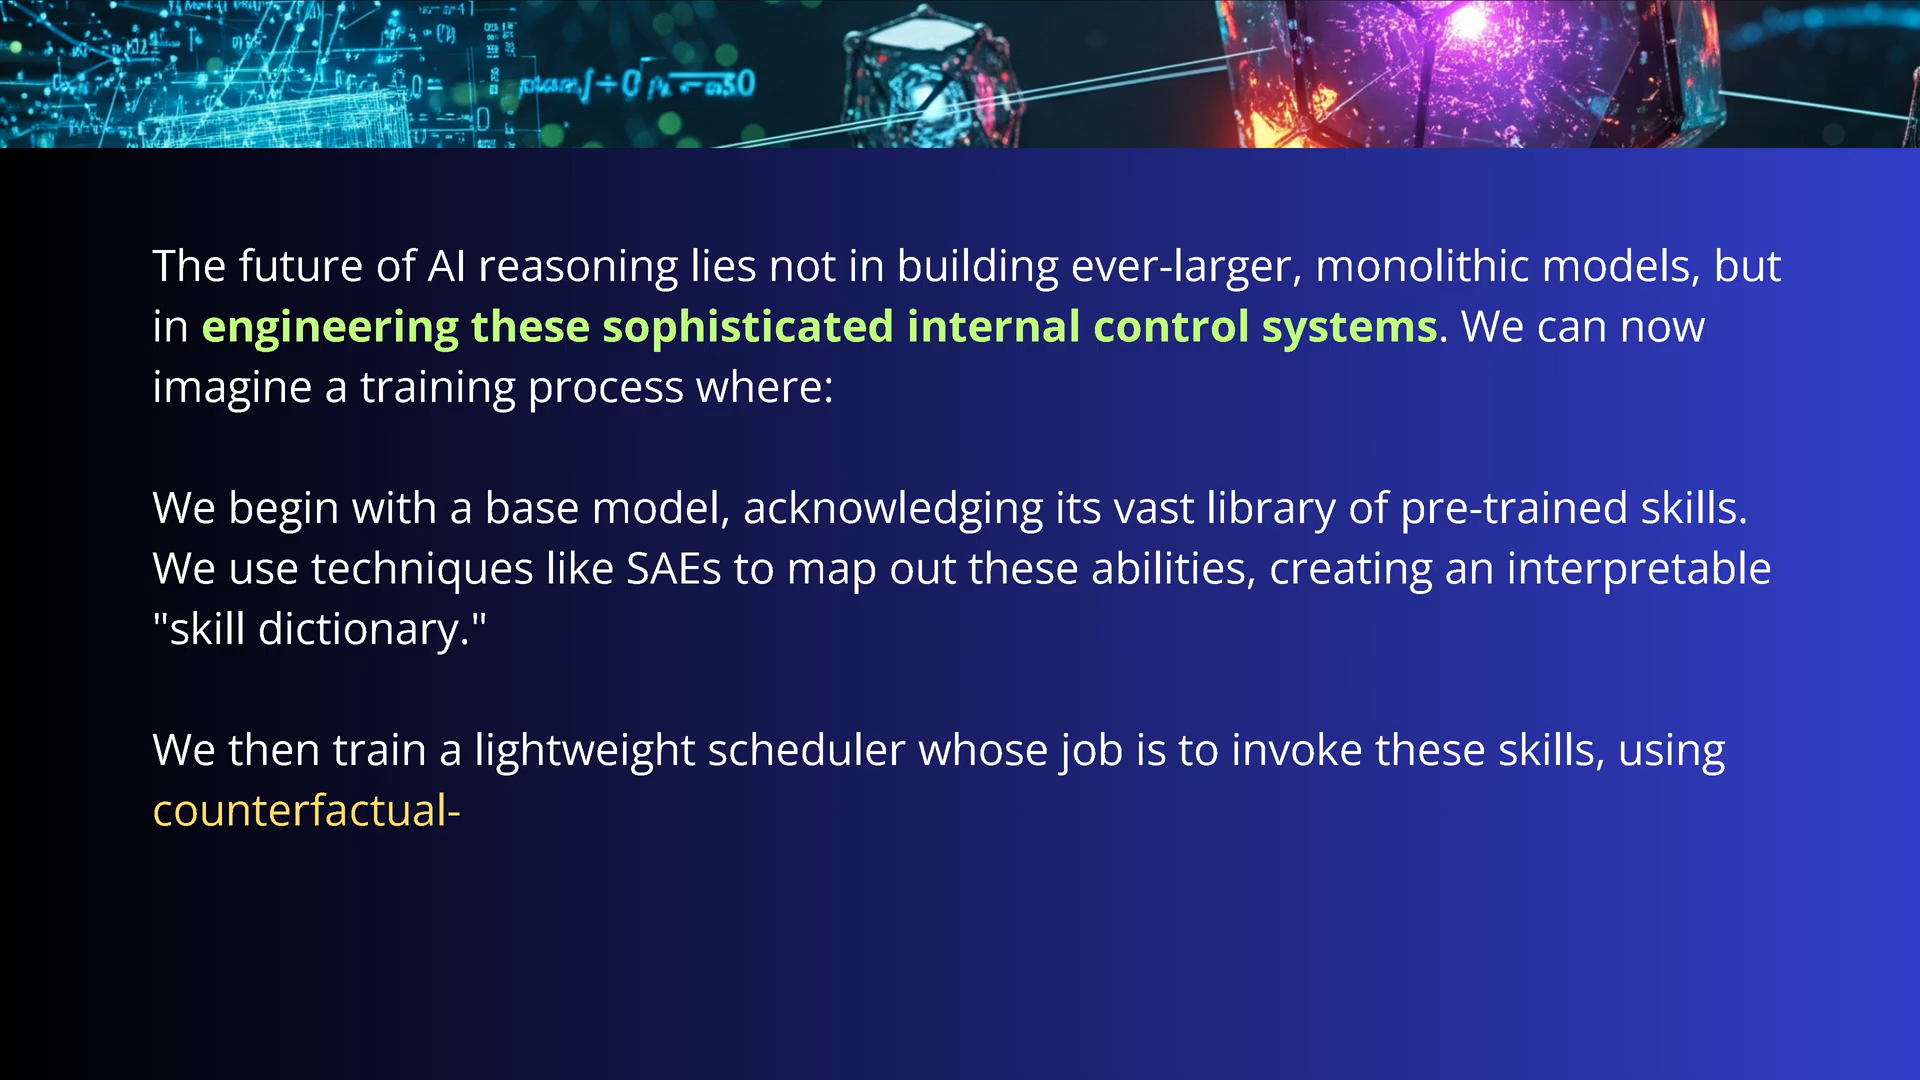 The future of AI reasoning lies not in building ever-larger, monolithic models, but
in engineering these sophisticated internal control systems. We can now
imagine a training process where:
We begin with a base model, acknowledging its vast library of pre-trained skills.
We use techniques like SAEs to map out these abilities, creating an interpretable
"skill dictionary."
We then train a lightweight scheduler whose job is to invoke these skills, using
counterfactual-